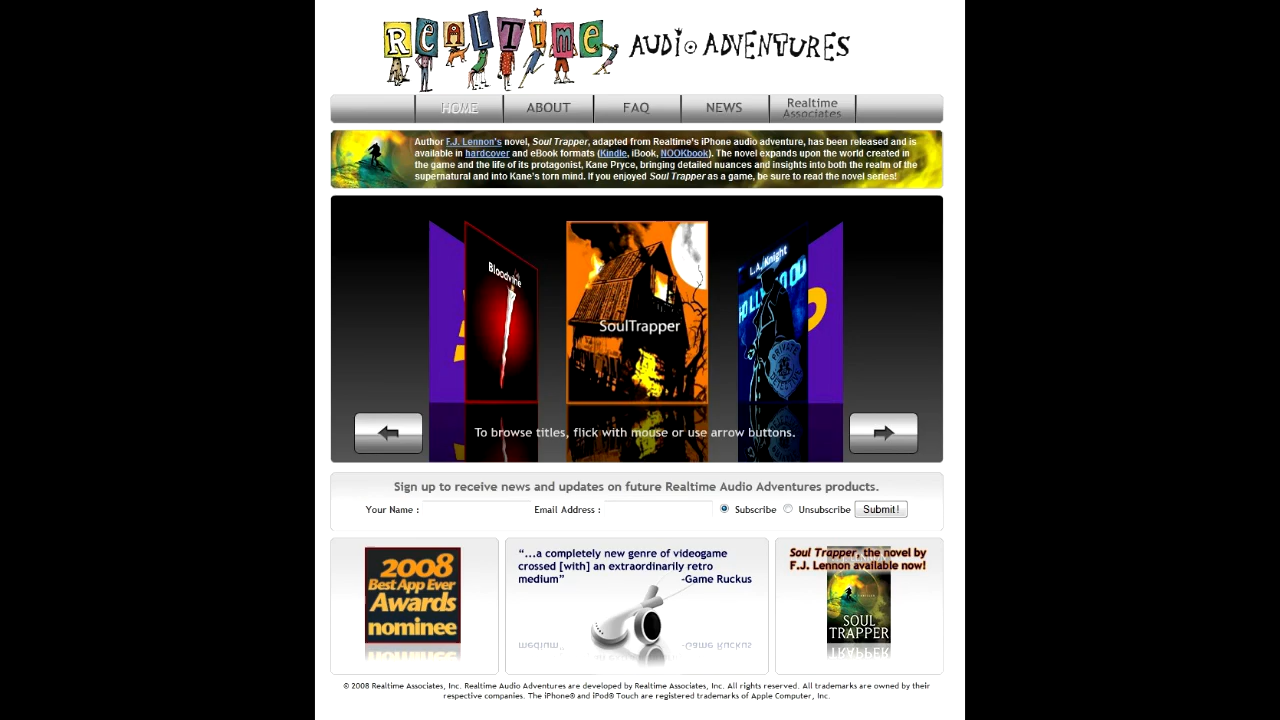 REALTIME AUDIO ADVENTURES
HOME ABOUT FAQ NEWS Realtime Associates
Author F.J. Lennon's novel, Soul Trapper, adapted from Realtime's iPhone audio adventure, has been released and is
available in hardcover and eBook formats (Kindle, iBook, NOOKbook). The novel expands upon the world created in
the game and the life of its protagonist, Kane Pryce, bringing detailed nuances and insights into both the realm of the
supernatural and into Kane's torn mind. If you enjoyed Soul Trapper as a game, be sure to read the novel series!
Bloodvine
SoulTrapper
L.A. Knight
PRIVATE
To browse titles, flick with mouse or use arrow buttons.
Sign up to receive news and updates on future Realtime Audio Adventures products.
Your Name : Email Address : Subscribe Unsubscribe Submit!
2008
Best App Ever
Awards
nominee
“...a completely new genre of videogame
crossed [with] an extraordinarily retro
medium” -Game Ruckus
Soul Trapper, the novel by
F.J. Lennon available now!
SOUL
TRAPPER
© 2008 Realtime Associates, Inc. Realtime Audio Adventures are developed by Realtime Associates, Inc. All rights reserved. All trademarks are owned by their
respective companies. The iPhone® and iPod® Touch are registered trademarks of Apple Computer, Inc.